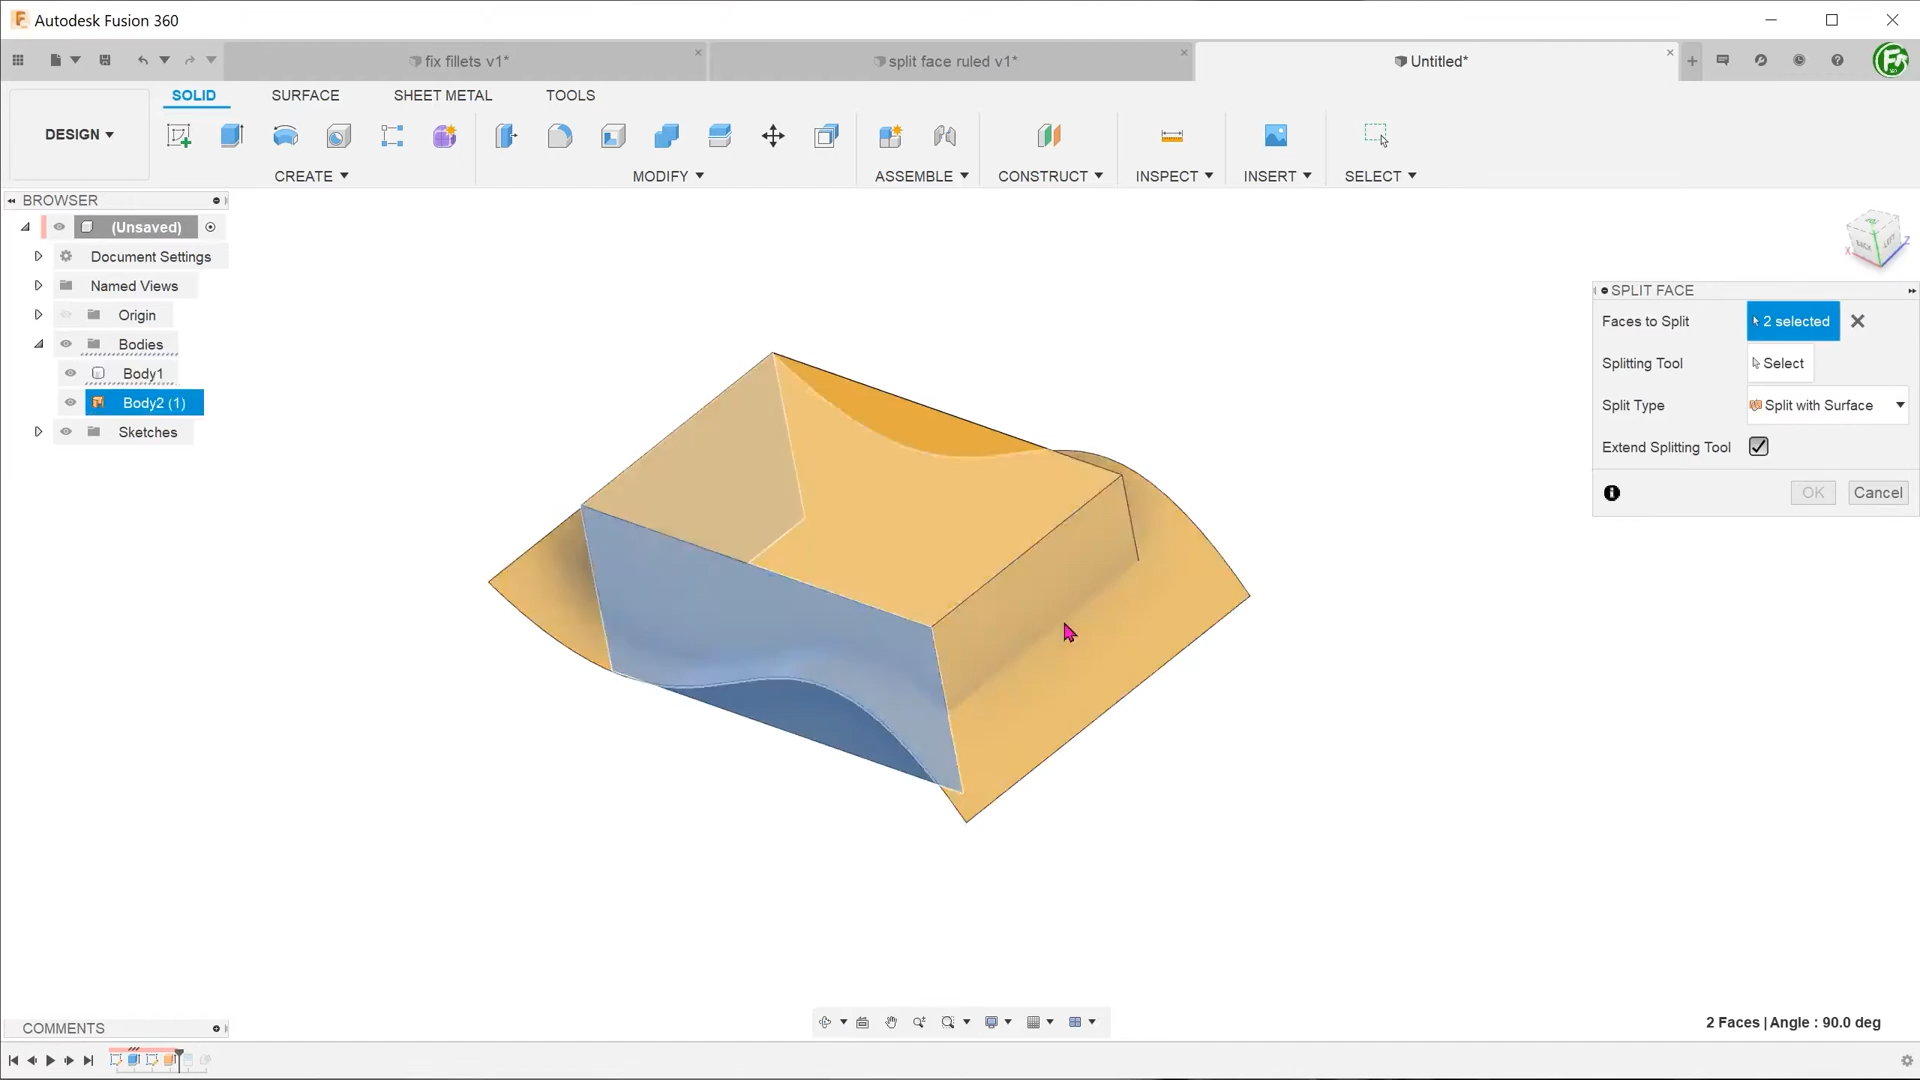 Autodesk Fusion 360
fix fillets v1*
split face ruled v1*
Untitled*
SOLID
SURFACE
SHEET METAL
TOOLS
DESIGN
CREATE
MODIFY
ASSEMBLE
CONSTRUCT
INSPECT
INSERT
SELECT
BROWSER
(Unsaved)
Document Settings
Named Views
Origin
Bodies
Body1
Body2 (1)
Sketches
BACK
LEFT
X
Z
SPLIT FACE
Faces to Split
2 selected
Splitting Tool
Select
Split Type
Split with Surface
Extend Splitting Tool
OK
Cancel
COMMENTS
2 Faces | Angle : 90.0 deg